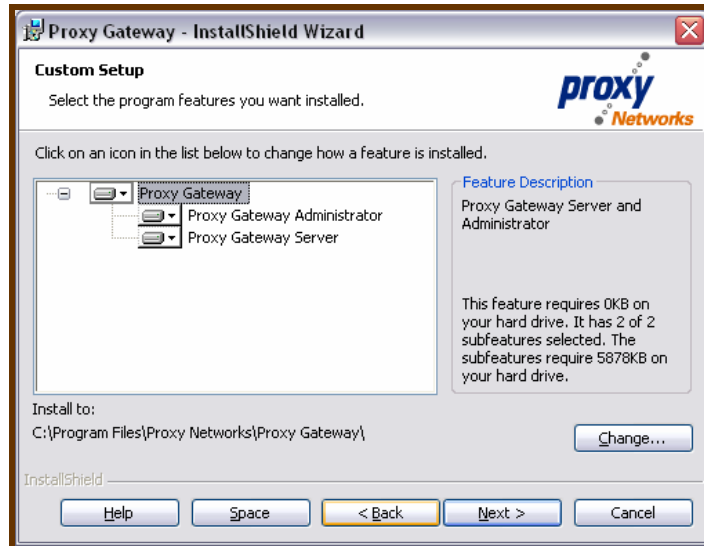 Proxy Gateway - InstallShield Wizard
Custom Setup
Select the program features you want installed.
proxy
Networks
Click on an icon in the list below to change how a feature is installed.
Proxy Gateway
Proxy Gateway Administrator
Proxy Gateway Server
Feature Description
Proxy Gateway Server and
Administrator
This feature requires 0KB on
your hard drive. It has 2 of 2
subfeatures selected. The
subfeatures require 5878KB on
your hard drive.
Install to:
C:\Program Files\Proxy Networks\Proxy Gateway\
Change...
InstallShield
Help
Space
< Back
Next >
Cancel